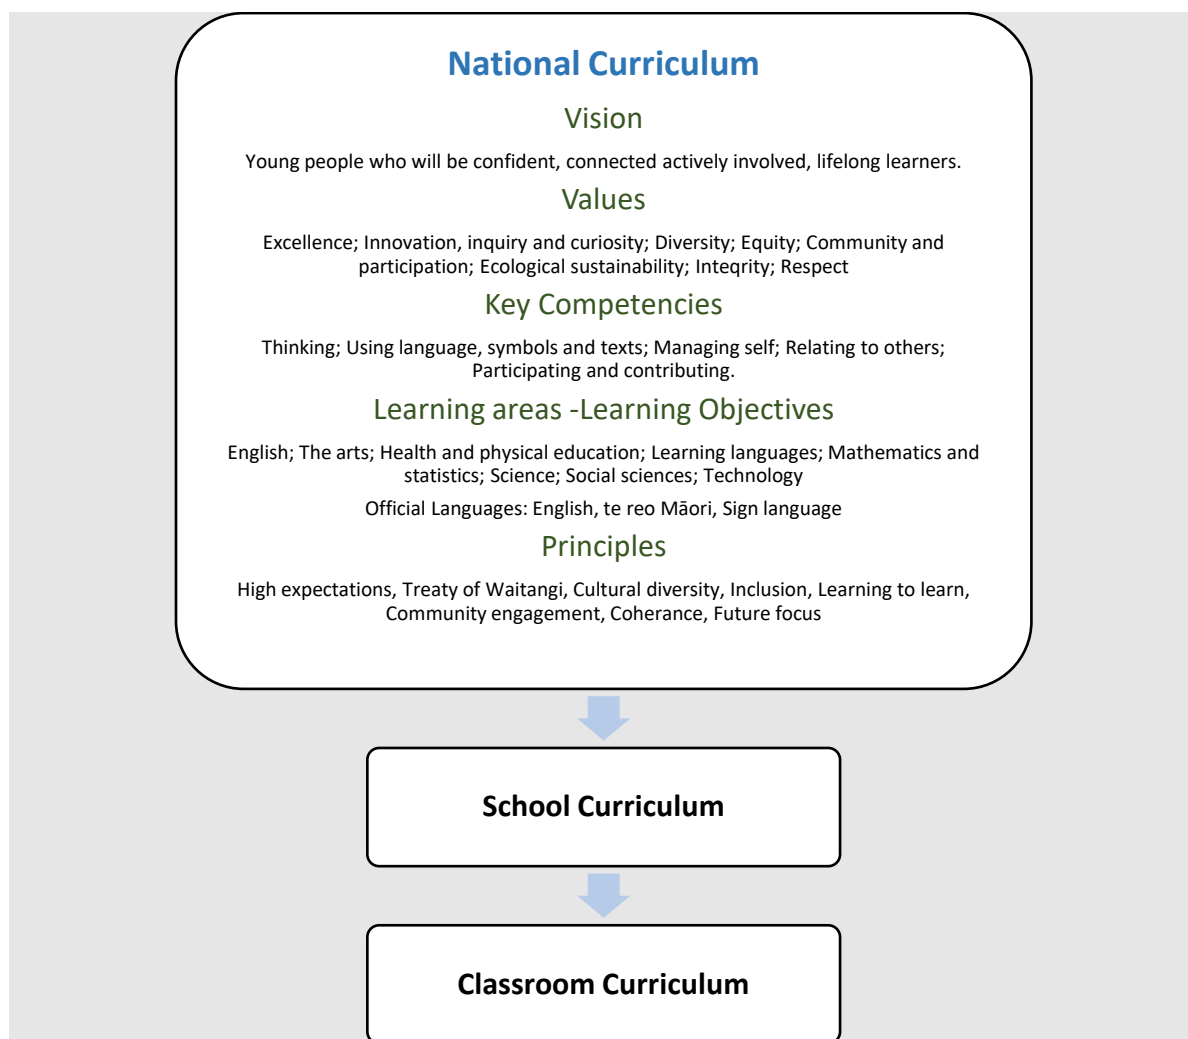 National Curriculum
Vision
Young people who will be confident, connected actively involved, lifelong learners.
Values
Excellence; Innovation, inquiry and curiosity; Diversity; Equity; Community and
participation; Ecological sustainability; Inteqrity; Respect
Key Competencies
Thinking; Using language, symbols and texts; Managing self; Relating to others;
Participating and contributing.
Learning areas -Learning Objectives
English; The arts; Health and physical education; Learning languages; Mathematics and
statistics; Science; Social sciences; Technology
Official Languages: English, te reo Māori, Sign language
Principles
High expectations, Treaty of Waitangi, Cultural diversity, Inclusion, Learning to learn,
Community engagement, Coherance, Future focus
School Curriculum
Classroom Curriculum